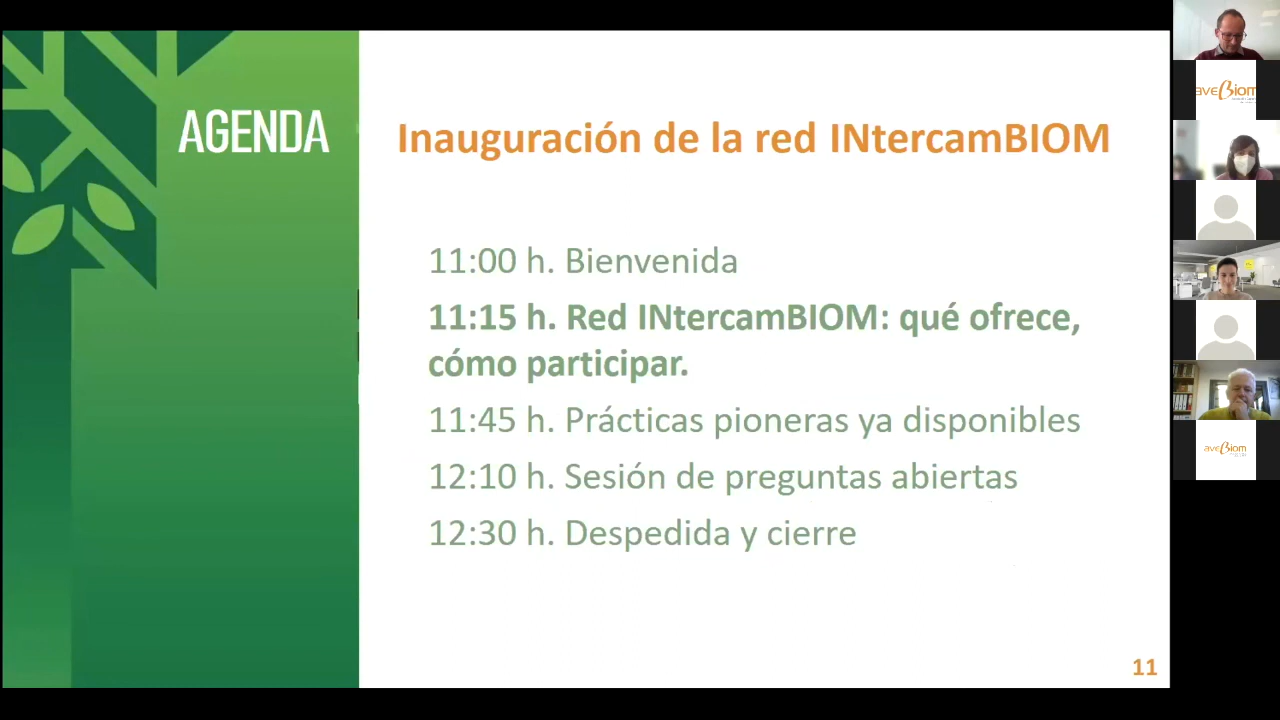 AGENDA
Inauguración de la red INtercamBIOM
11:00 h. Bienvenida
11:15 h. Red INtercamBIOM: qué ofrece,
cómo participar.
11:45 h. Prácticas pioneras ya disponibles
12:10 h. Sesión de preguntas abiertas
12:30 h. Despedida y cierre
11
aveBiom
aveBiom